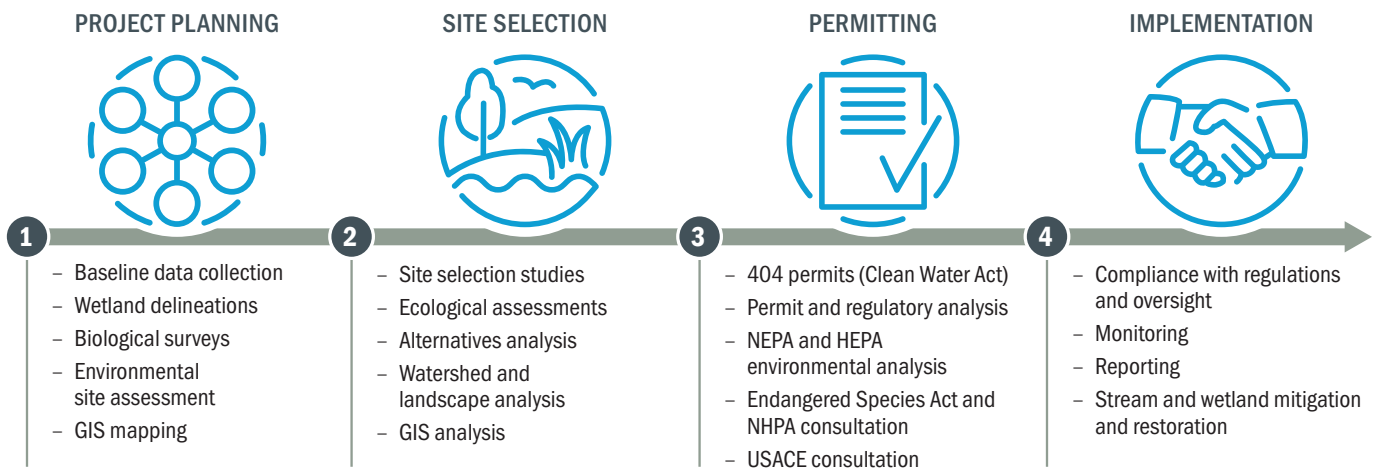 PROJECT PLANNING
SITE SELECTION
PERMITTING
IMPLEMENTATION
1
2
3
4
– Baseline data collection
– Wetland delineations
– Biological surveys
– Environmental
site assessment
– GIS mapping
– Site selection studies
– Ecological assessments
– Alternatives analysis
– Watershed and
landscape analysis
– GIS analysis
– 404 permits (Clean Water Act)
– Permit and regulatory analysis
– NEPA and HEPA
environmental analysis
– Endangered Species Act and
NHPA consultation
– USACE consultation
– Compliance with regulations
and oversight
– Monitoring
– Reporting
– Stream and wetland mitigation
and restoration